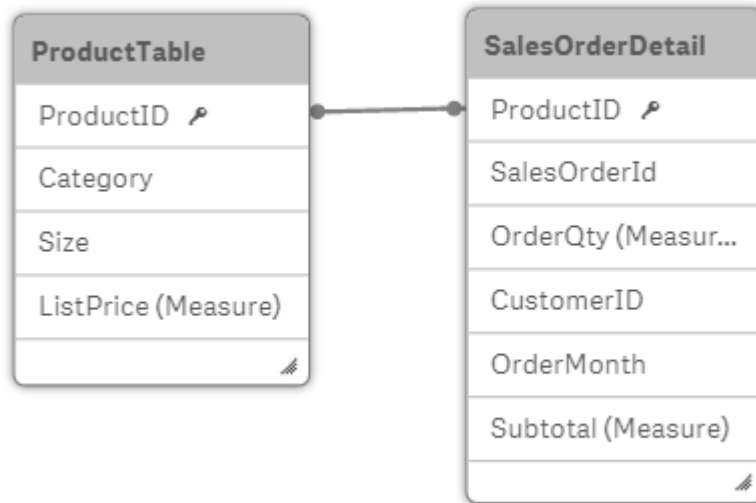 ProductTable
ProductID
Category
Size
ListPrice (Measure)
SalesOrderDetail
ProductID
SalesOrderId
OrderQty (Measur...
CustomerID
OrderMonth
Subtotal (Measure)